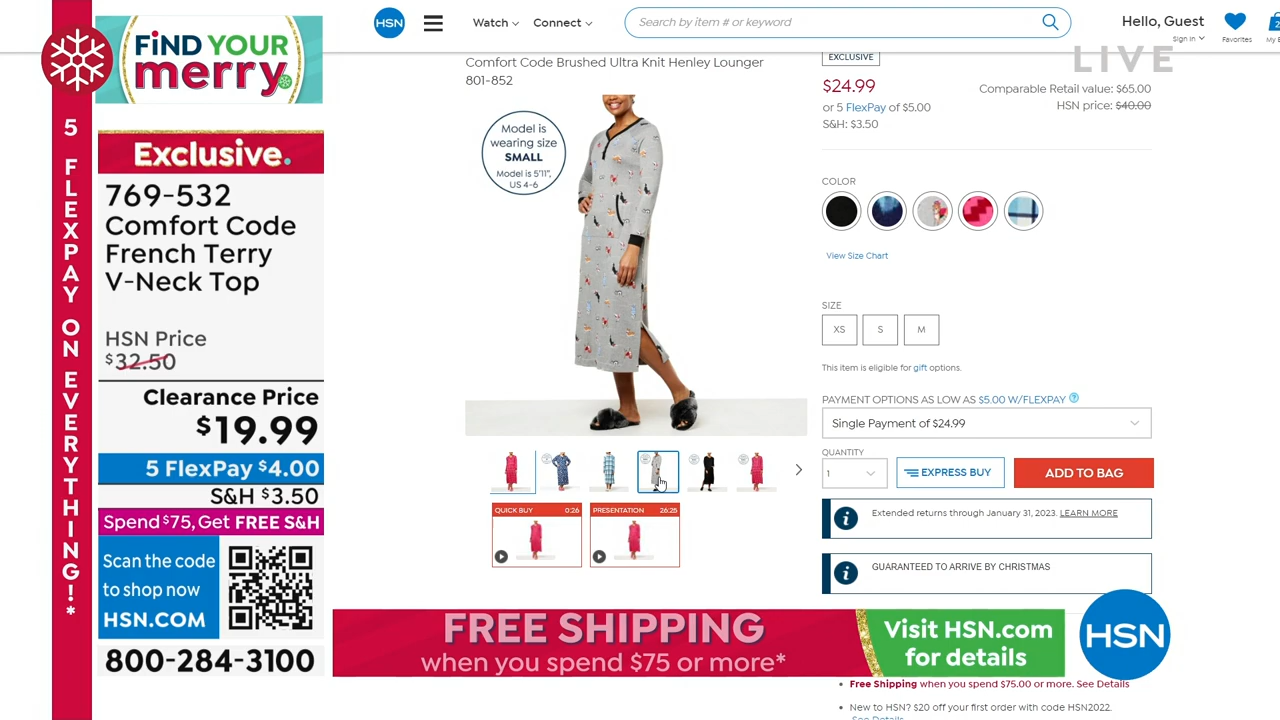 FiND YOUR
merry
5 FLEXPAY ON EVERYTHING!*
Exclusive.
769-532
Comfort Code
French Terry
V-Neck Top
HSN Price
$32.50
Clearance Price
$19.99
5 FlexPay $4.00
S&H $3.50
Spend $75, Get FREE S&H
Scan the code
to shop now
HSN.COM
800-284-3100
HSN
Watch
Connect
Search by item # or keyword
Hello, Guest
Sign In
Favorites
2
LIVE
Comfort Code Brushed Ultra Knit Henley Lounger
801-852
Model is
wearing size
SMALL
Model is 5'11",
US 4-6
EXCLUSIVE
$24.99
Comparable Retail value: $65.00
or 5 FlexPay of $5.00
HSN price: $40.00
S&H: $3.50
COLOR
View Size Chart
SIZE
XS
S
M
This item is eligible for gift options.
PAYMENT OPTIONS AS LOW AS $5.00 W/FLEXPAY ?
Single Payment of $24.99
QUANTITY
1
EXPRESS BUY
ADD TO BAG
QUICK BUY 0:26
PRESENTATION 26:25
Extended returns through January 31, 2023. LEARN MORE
GUARANTEED TO ARRIVE BY CHRISTMAS
FREE SHIPPING
when you spend $75 or more*
Visit HSN.com
for details
HSN
• Free Shipping when you spend $75.00 or more. See Details
• New to HSN? $20 off your first order with code HSN2022.
See Details